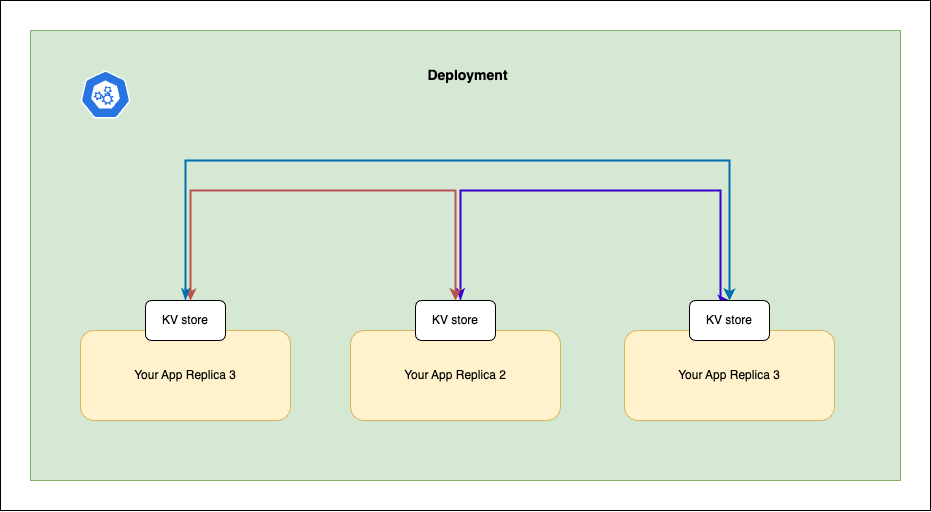 Deployment
KV store
KV store
KV store
Your App Replica 3
Your App Replica 2
Your App Replica 3